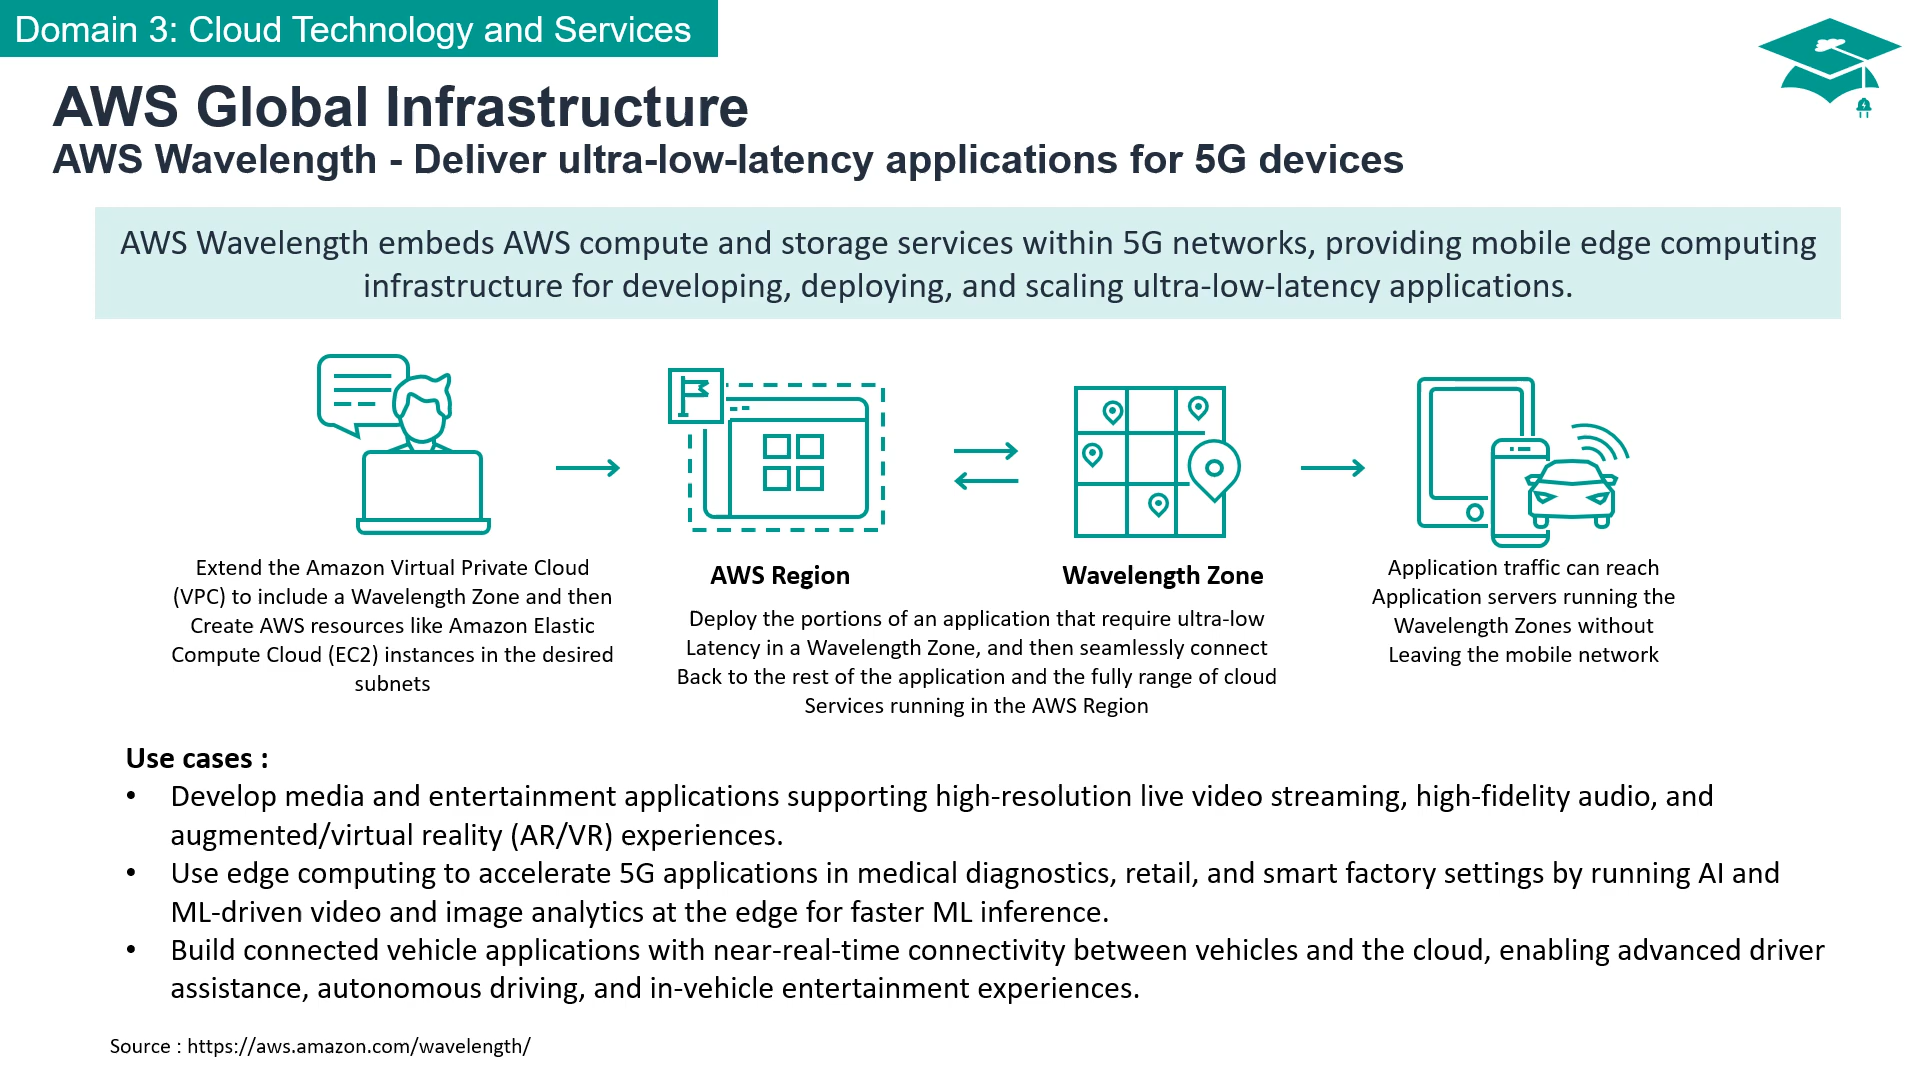 Domain 3: Cloud Technology and Services
AWS Global Infrastructure
AWS Wavelength - Deliver ultra-low-latency applications for 5G devices
AWS Wavelength embeds AWS compute and storage services within 5G networks, providing mobile edge computing
infrastructure for developing, deploying, and scaling ultra-low-latency applications.
Extend the Amazon Virtual Private Cloud
(VPC) to include a Wavelength Zone and then
Create AWS resources like Amazon Elastic
Compute Cloud (EC2) instances in the desired
subnets
AWS Region
Wavelength Zone
Deploy the portions of an application that require ultra-low
Latency in a Wavelength Zone, and then seamlessly connect
Back to the rest of the application and the fully range of cloud
Services running in the AWS Region
Application traffic can reach
Application servers running the
Wavelength Zones without
Leaving the mobile network
Use cases :
• Develop media and entertainment applications supporting high-resolution live video streaming, high-fidelity audio, and
augmented/virtual reality (AR/VR) experiences.
• Use edge computing to accelerate 5G applications in medical diagnostics, retail, and smart factory settings by running AI and
ML-driven video and image analytics at the edge for faster ML inference.
• Build connected vehicle applications with near-real-time connectivity between vehicles and the cloud, enabling advanced driver
assistance, autonomous driving, and in-vehicle entertainment experiences.
Source : https://aws.amazon.com/wavelength/